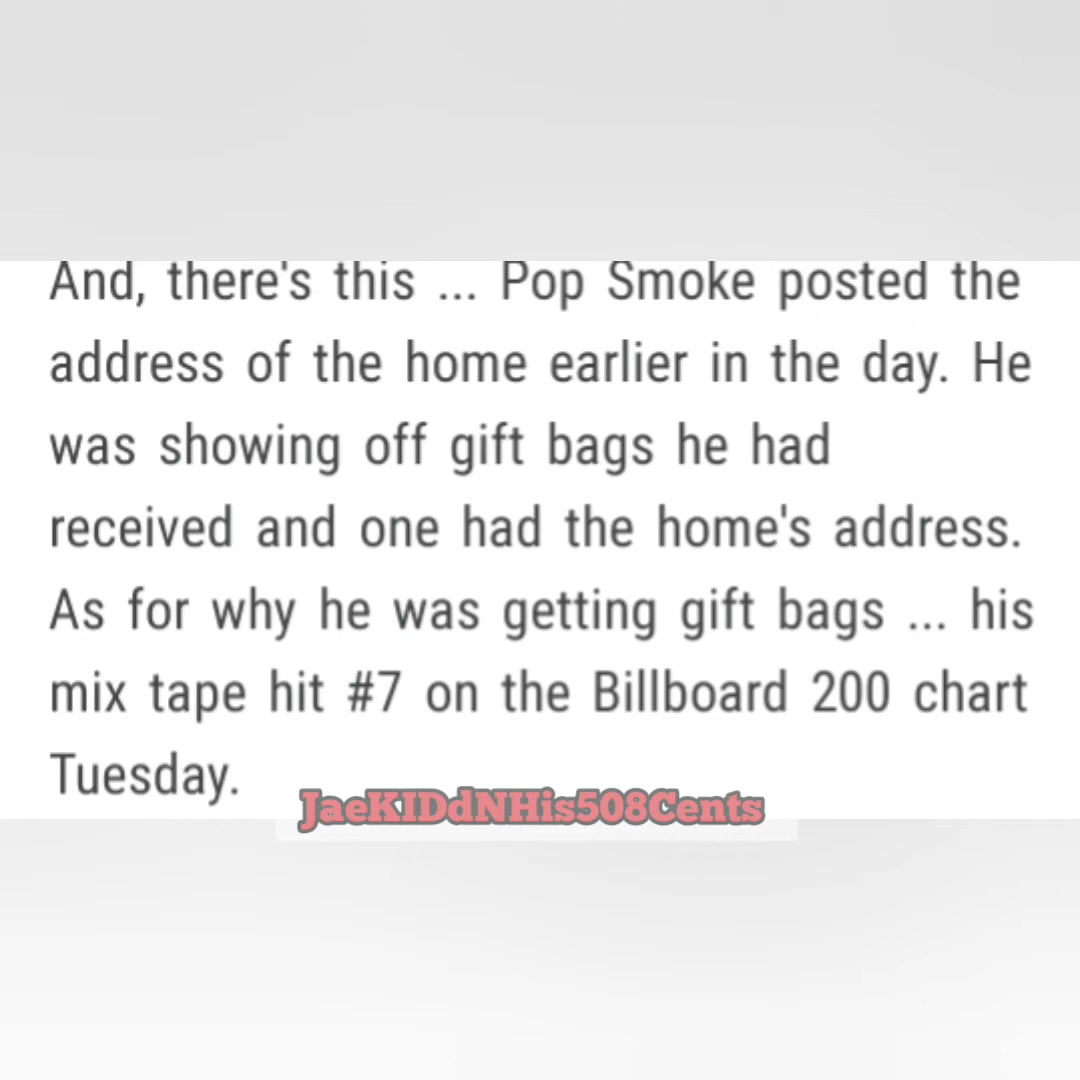 And, there's this ... Pop Smoke posted the
address of the home earlier in the day. He
was showing off gift bags he had
received and one had the home's address.
As for why he was getting gift bags ... his
mix tape hit #7 on the Billboard 200 chart
Tuesday.
JaeKIDdNHis508Cents